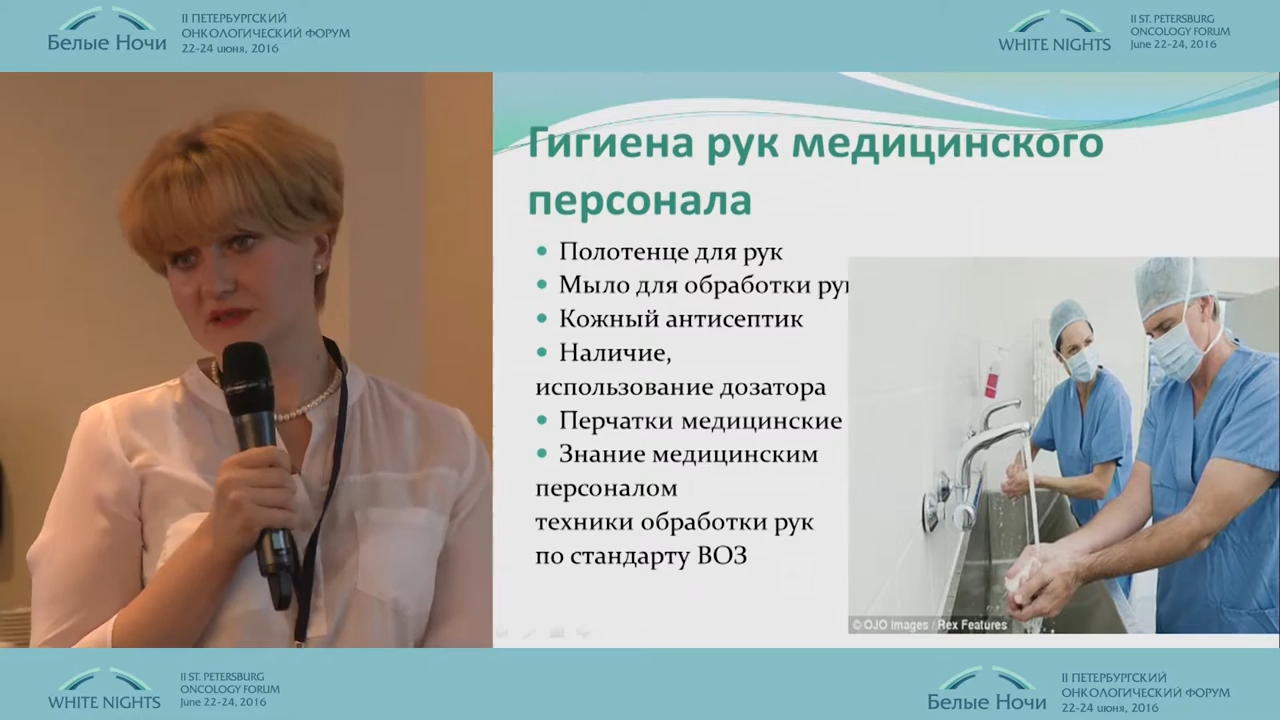 Белые Ночи
II ПЕТЕРБУРГСКИЙ
ОНКОЛОГИЧЕСКИЙ ФОРУМ
22-24 июня, 2016
WHITE NIGHTS
II ST. PETERSBURG
ONCOLOGY FORUM
June 22-24, 2016
Гигиена рук медицинского
персонала
• Полотенце для рук
• Мыло для обработки рук
• Кожный антисептик
• Наличие,
использование дозатора
• Перчатки медицинские
• Знание медицинским
персоналом
техники обработки рук
по стандарту ВОЗ
© OJO Images / Rex Features
WHITE NIGHTS
II ST. PETERSBURG
ONCOLOGY FORUM
June 22-24, 2016
Белые Ночи
II ПЕТЕРБУРГСКИЙ
ОНКОЛОГИЧЕСКИЙ ФОРУМ
22-24 июня, 2016